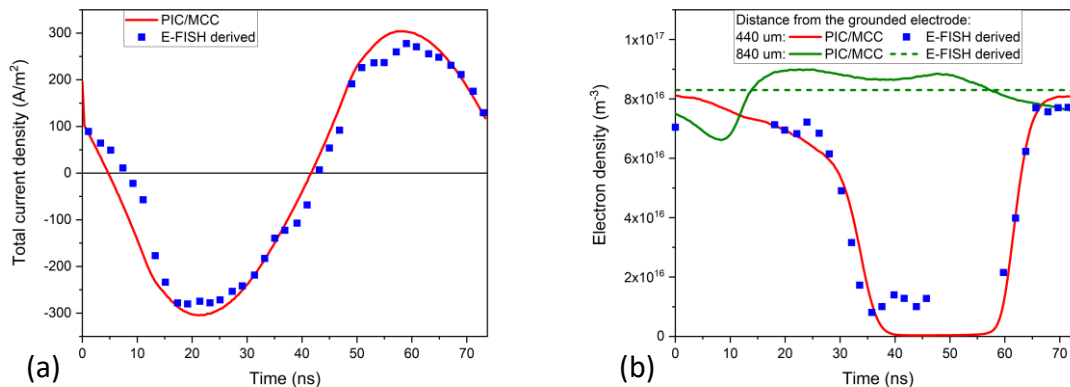 PIC/MCC
E-FISH derived
300
200
100
0
-100
-200
-300
Total current density (A/m²)
0 10 20 30 40 50 60 70
Time (ns)
(a)
Distance from the grounded electrode:
440 um: PIC/MCC E-FISH derived
840 um: PIC/MCC E-FISH derived
1x10¹⁷
8x10¹⁶
6x10¹⁶
4x10¹⁶
2x10¹⁶
0
Electron density (m⁻³)
0 10 20 30 40 50 60 70
Time (ns)
(b)